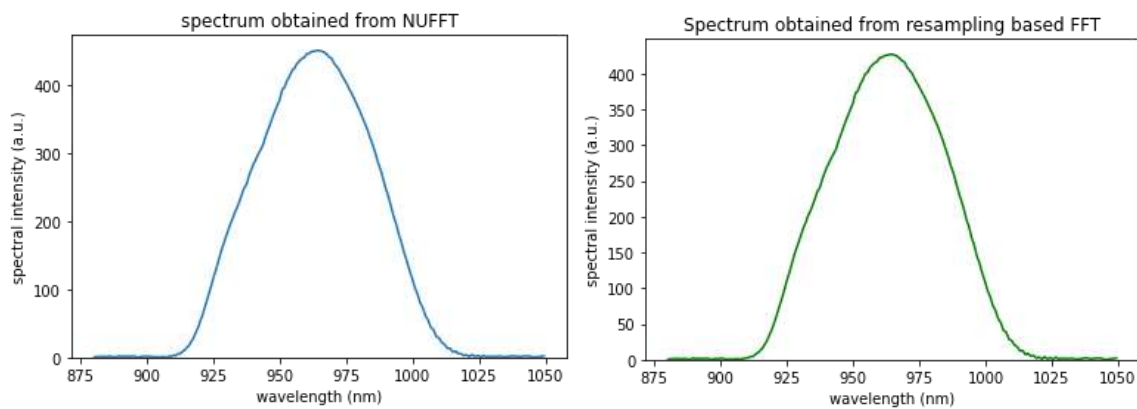 spectrum obtained from NUFFT
spectral intensity (a.u.)
400
300
200
100
0
875 900 925 950 975 1000 1025 1050
wavelength (nm)
Spectrum obtained from resampling based FFT
spectral intensity (a.u.)
400
350
300
250
200
150
100
50
0
875 900 925 950 975 1000 1025 1050
wavelength (nm)